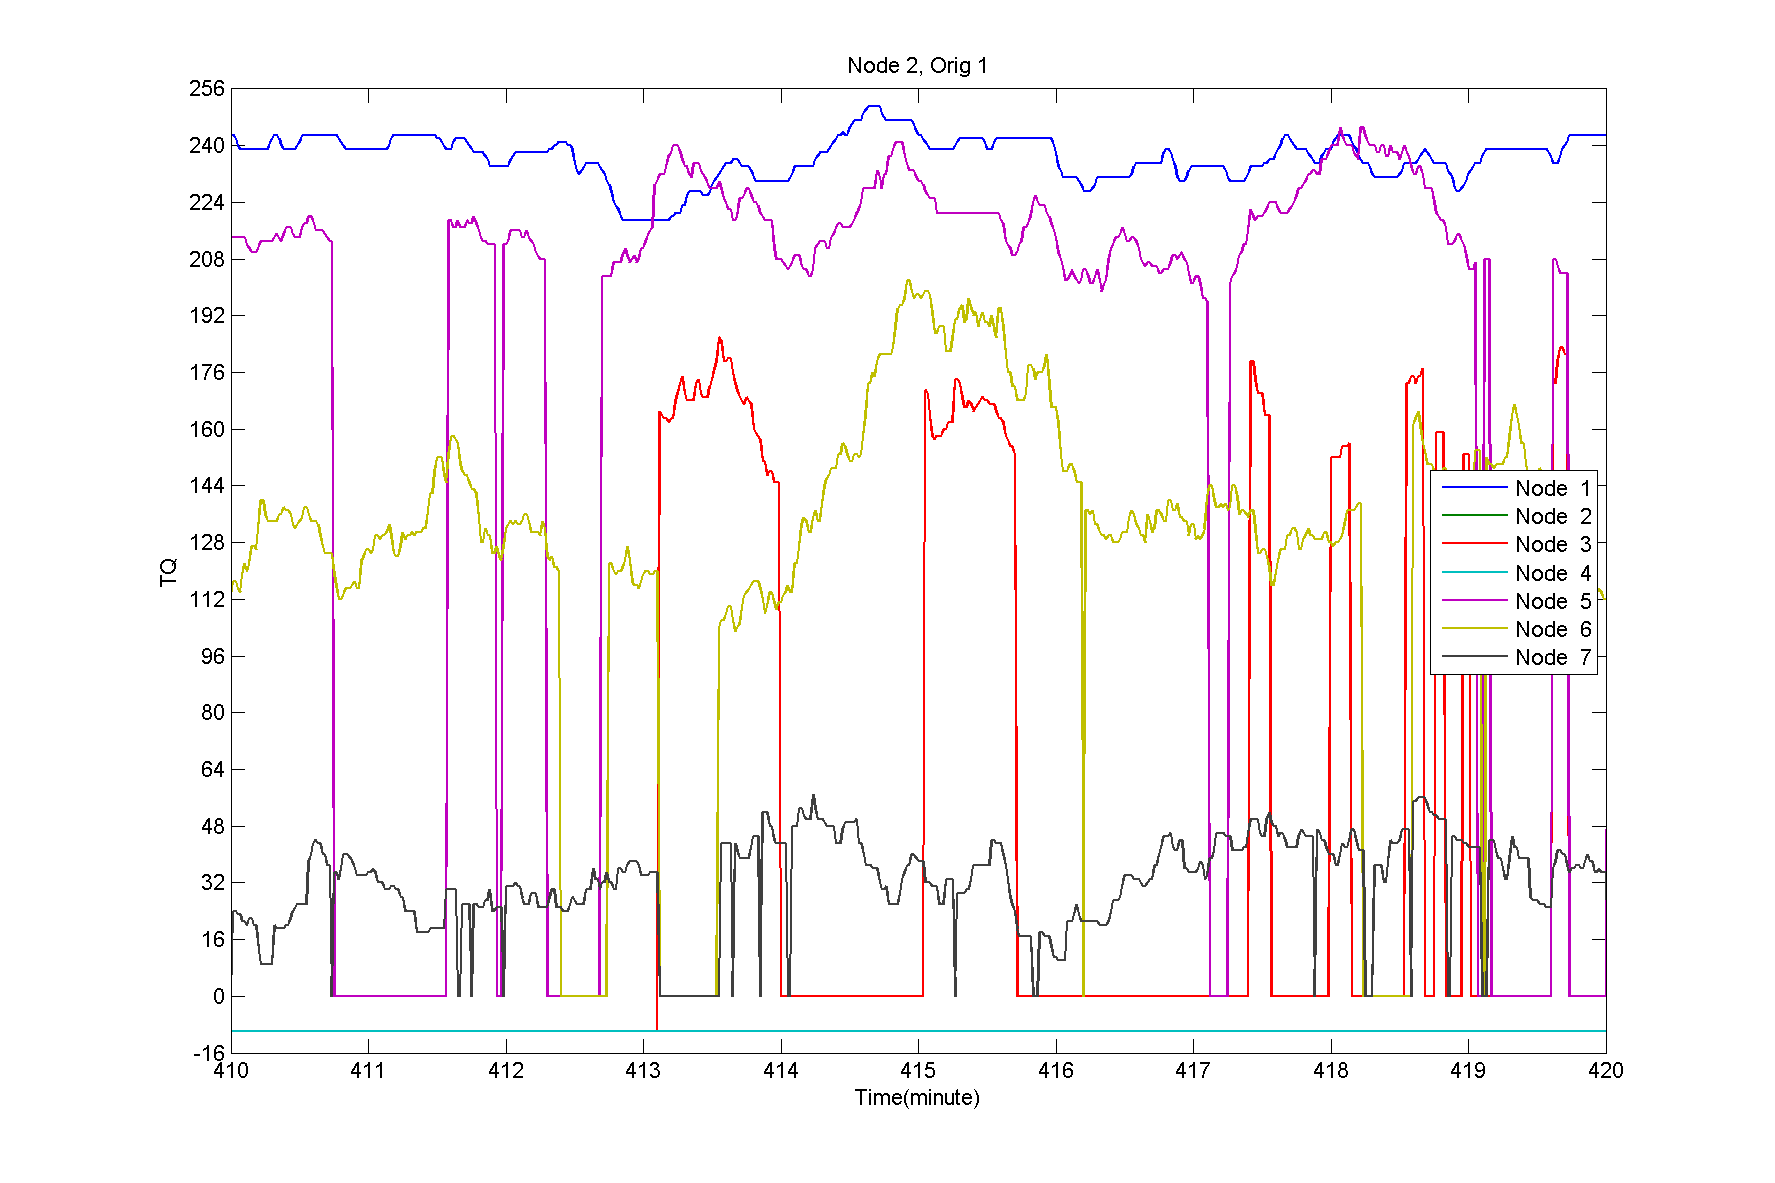 Node 2, Orig 1
256
240
224
208
192
176
160
144
128
112
96
80
64
48
32
16
0
-16
TQ
Node 1
Node 2
Node 3
Node 4
Node 5
Node 6
Node 7
410 411 412 413 414 415 416 417 418 419 420
Time(minute)